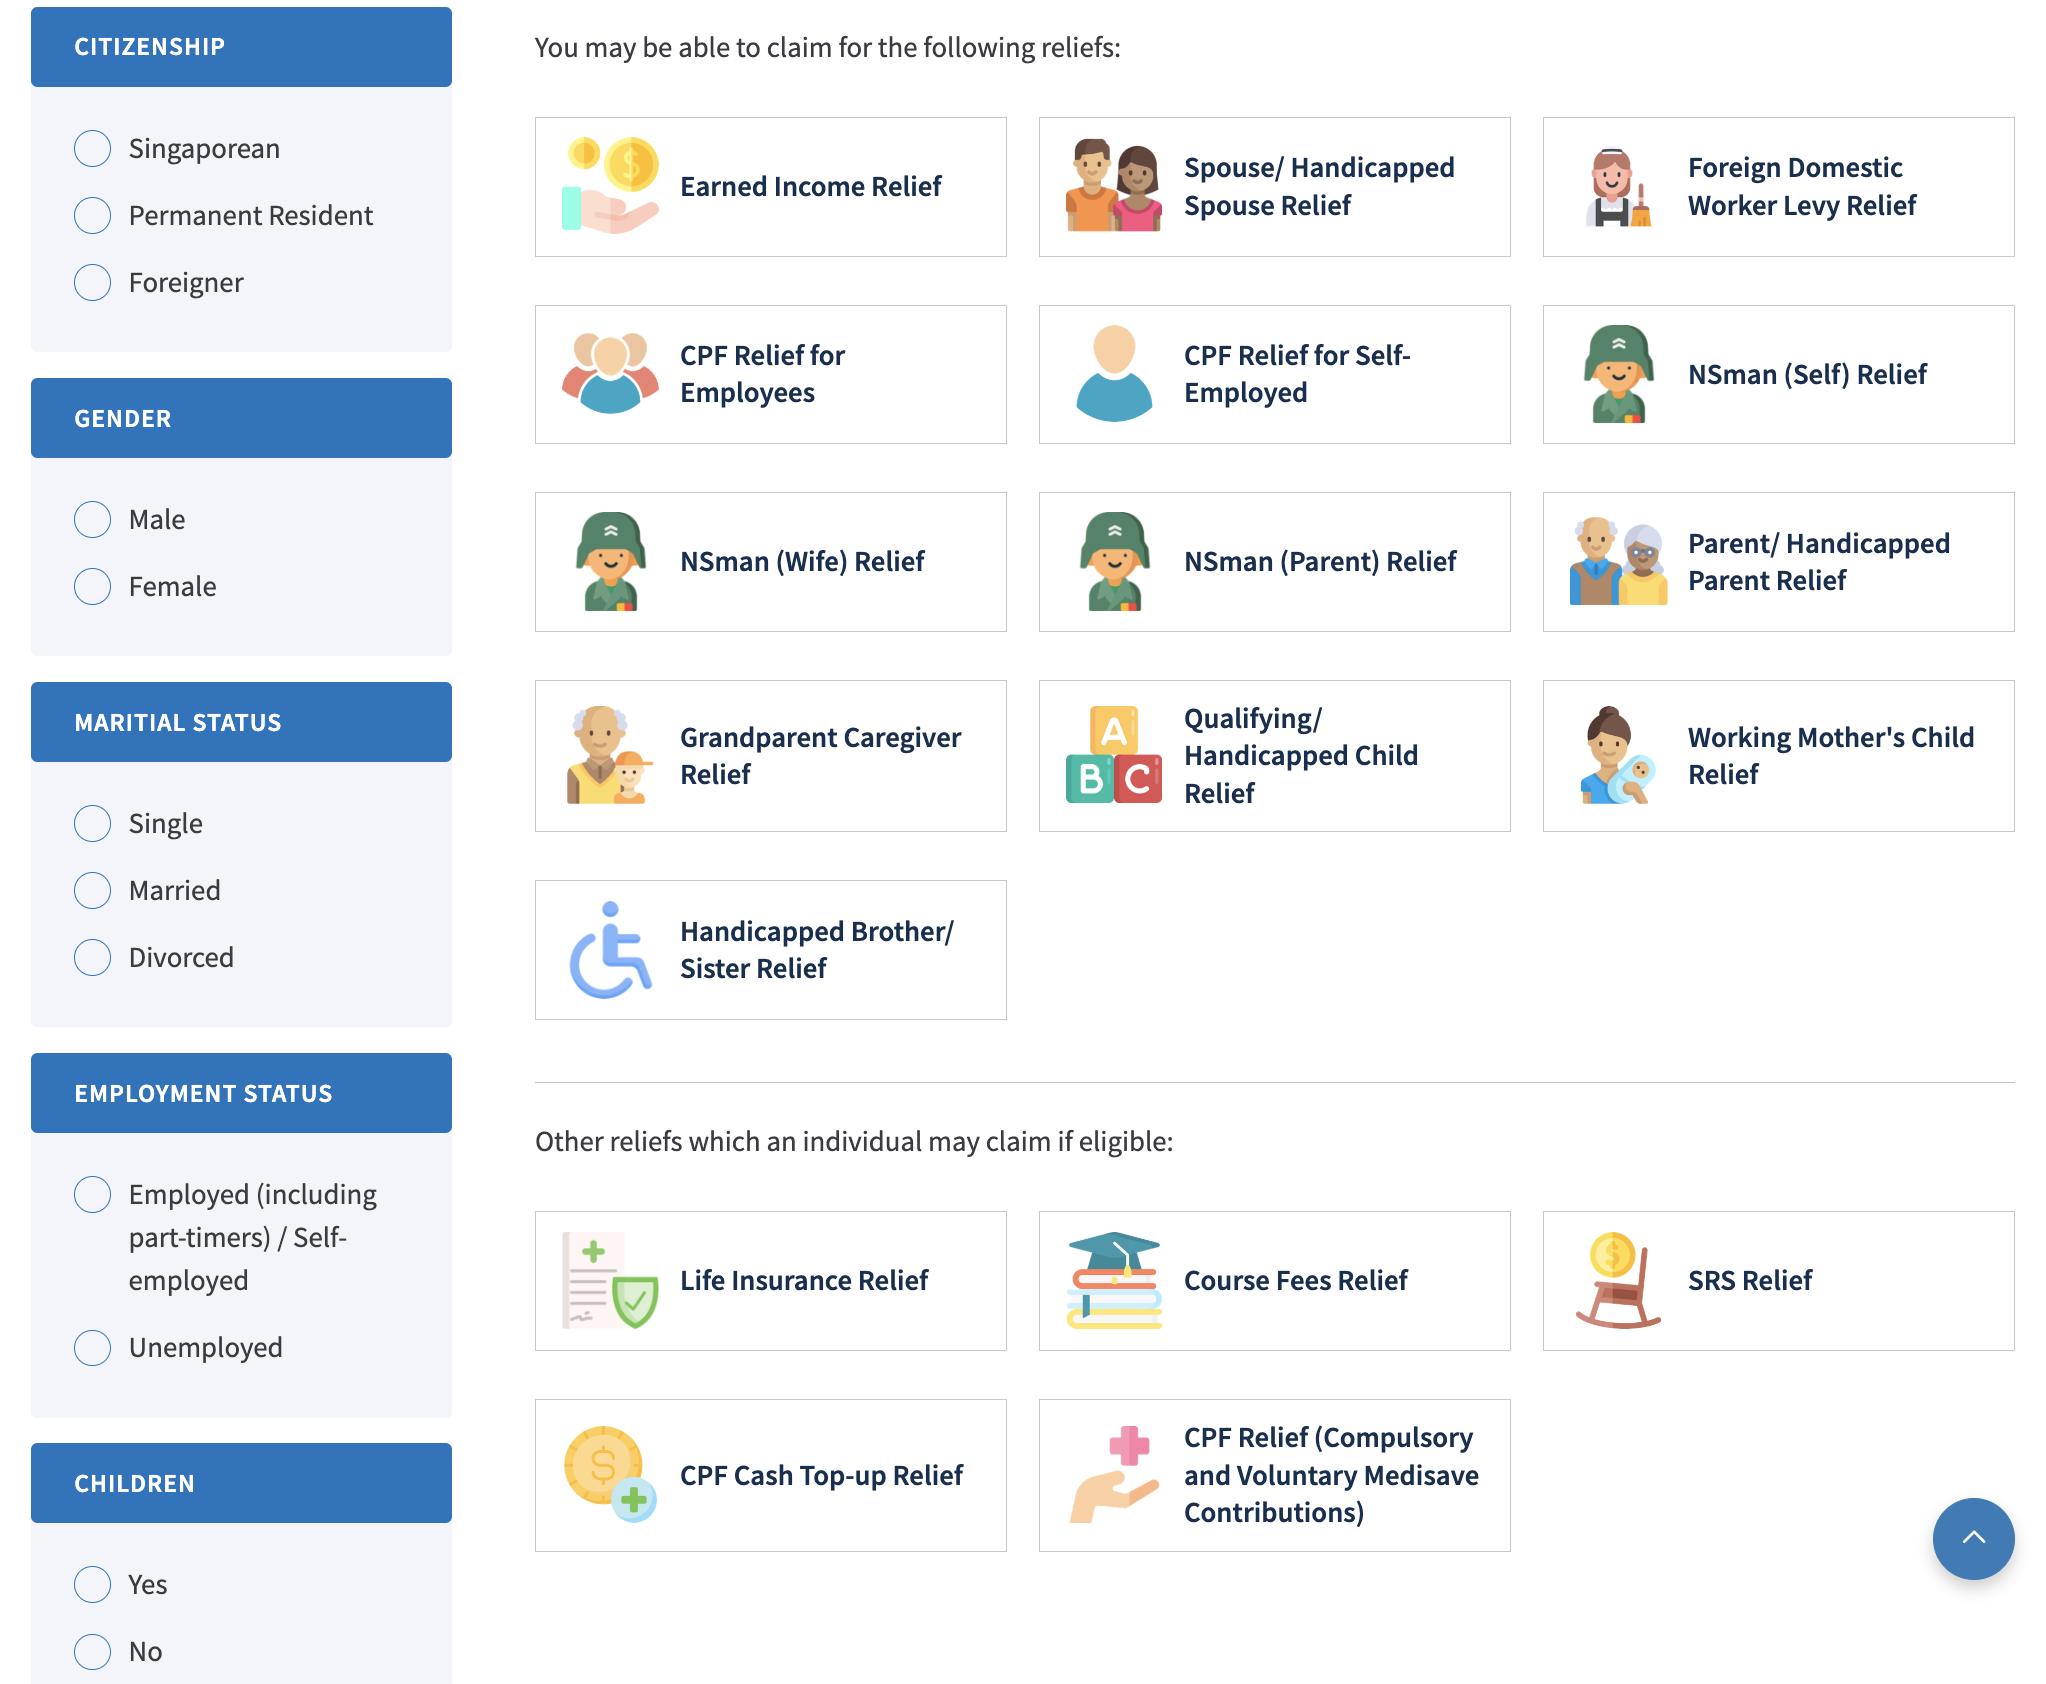 CITIZENSHIP
Singaporean
Permanent Resident
Foreigner
GENDER
Male
Female
MARITIAL STATUS
Single
Married
Divorced
EMPLOYMENT STATUS
Employed (including
part-timers) / Self-
employed
Unemployed
CHILDREN
Yes
No
You may be able to claim for the following reliefs:
Earned Income Relief
Spouse/ Handicapped
Spouse Relief
Foreign Domestic
Worker Levy Relief
CPF Relief for
Employees
CPF Relief for Self-
Employed
NSman (Self) Relief
NSman (Wife) Relief
NSman (Parent) Relief
Parent/ Handicapped
Parent Relief
Grandparent Caregiver
Relief
A
B C
Qualifying/
Handicapped Child
Relief
Working Mother's Child
Relief
Handicapped Brother/
Sister Relief
Other reliefs which an individual may claim if eligible:
Life Insurance Relief
Course Fees Relief
SRS Relief
CPF Cash Top-up Relief
CPF Relief (Compulsory
and Voluntary Medisave
Contributions)